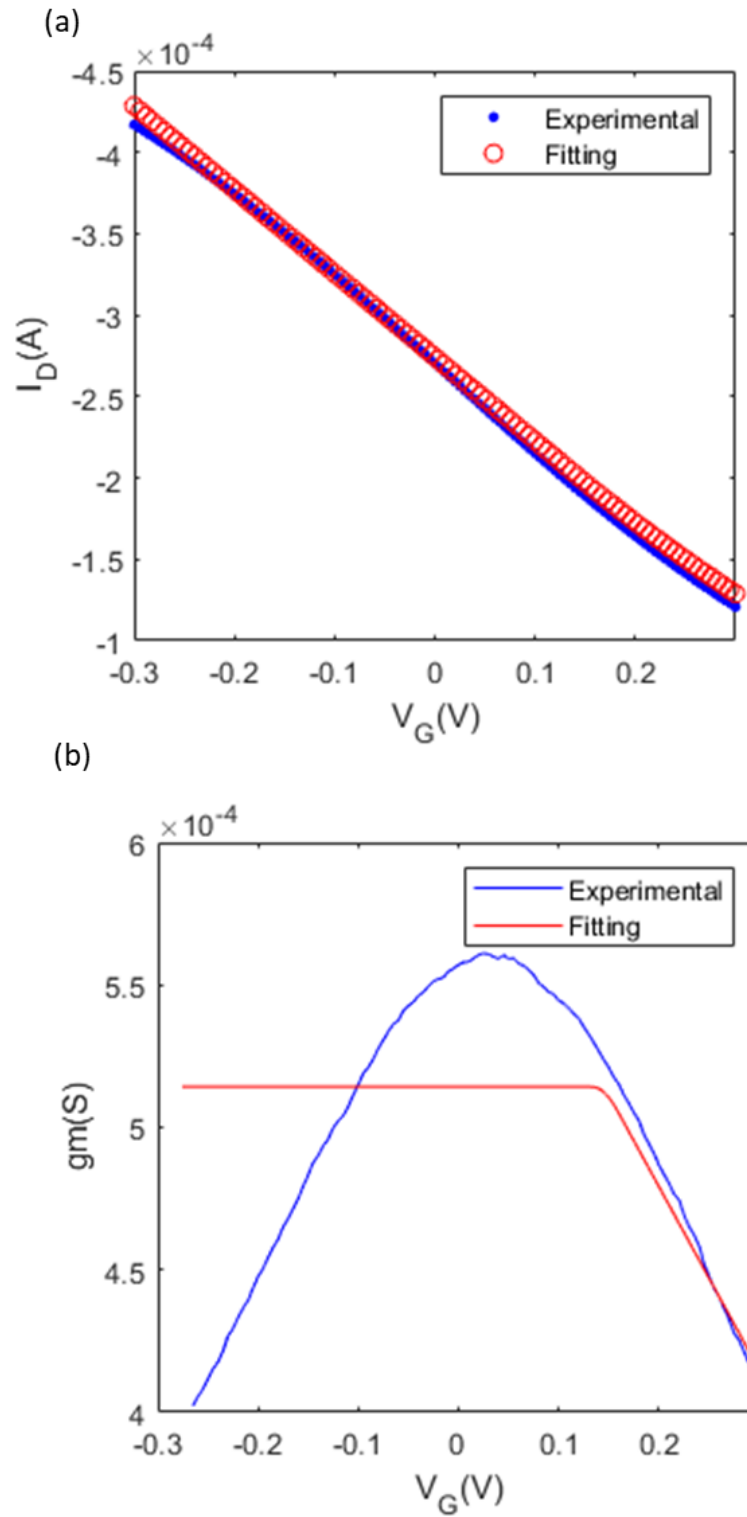 (a)
× 10^-4
-4.5
-4
-3.5
-3
-2.5
-2
-1.5
-1
I_D(A)
Experimental
Fitting
-0.3 -0.2 -0.1 0 0.1 0.2
V_G(V)
(b)
× 10^-4
6
5.5
5
4.5
4
gm(S)
Experimental
Fitting
-0.3 -0.2 -0.1 0 0.1 0.2
V_G(V)